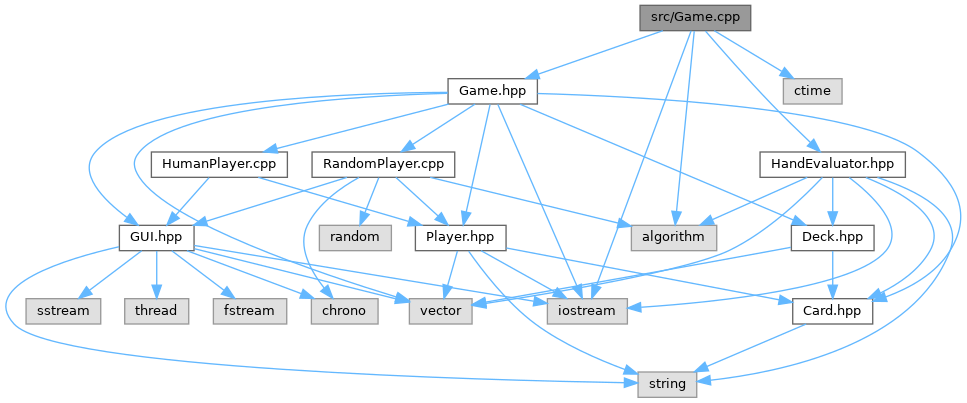 src/Game.cpp
Game.hpp
ctime
HumanPlayer.cpp
RandomPlayer.cpp
HandEvaluator.hpp
GUI.hpp
random
Player.hpp
algorithm
Deck.hpp
sstream
thread
fstream
chrono
vector
iostream
Card.hpp
string